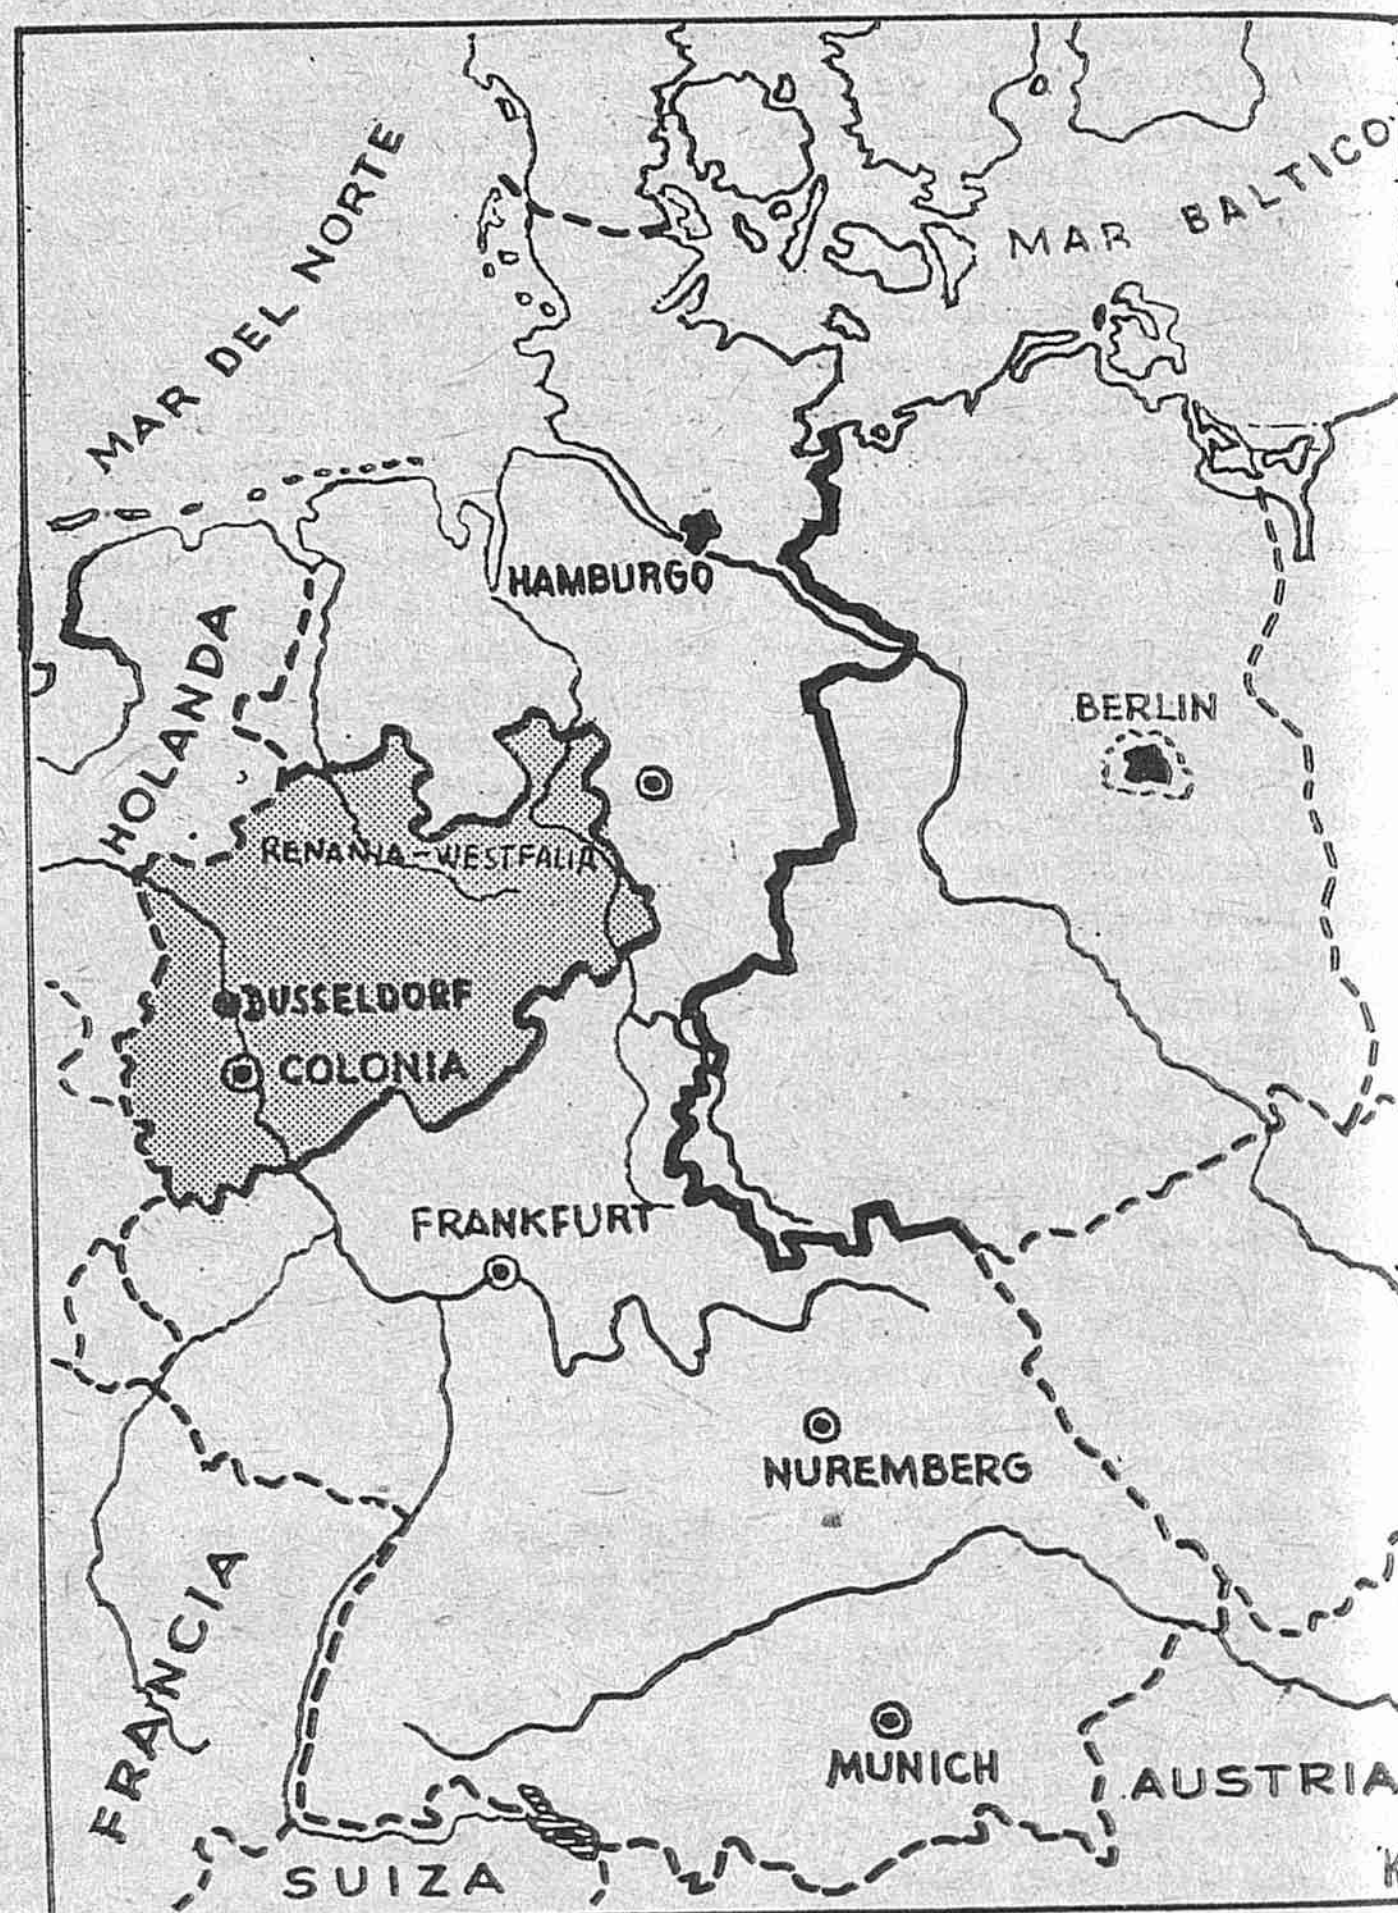 MAR DEL NORTE
MAR BALTICO
HAMBURGO
HOLANDA
BERLIN
RENANIA-WESTFALIA
DUSSELDORF
COLONIA
FRANKFURT
NUREMBERG
FRANCIA
MUNICH
AUSTRIA
SUIZA
K